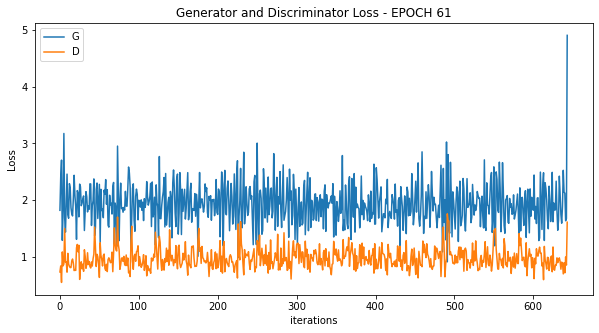 Generator and Discriminator Loss - EPOCH 61
G
D
5
4
3
2
1
Loss
0
100
200
300
400
500
600
iterations